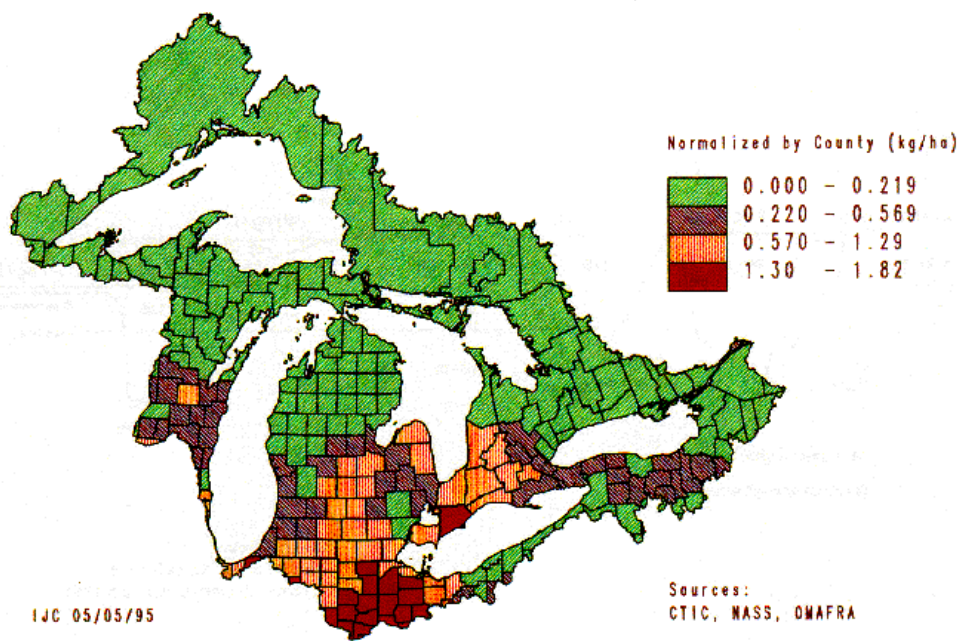 Normalized by County (kg/ha)
0.000 - 0.219
0.220 - 0.569
0.570 - 1.29
1.30 - 1.82
Sources:
CTIC, NASS, OMAFRA
IJC 05/05/95